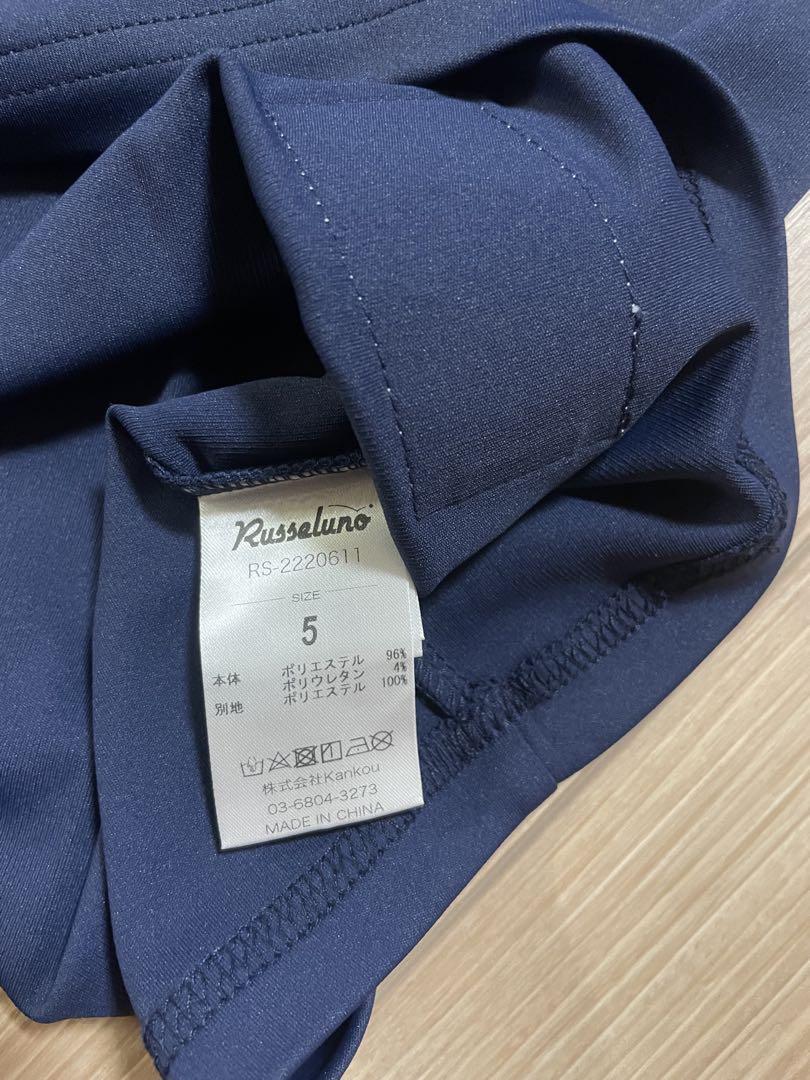 Russeluno
RS-2220611
SIZE
5
本体 ポリエステル 96%
ポリウレタン 4%
別地 ポリエステル 100%
株式会社Kankou
03-6804-3273
MADE IN CHINA